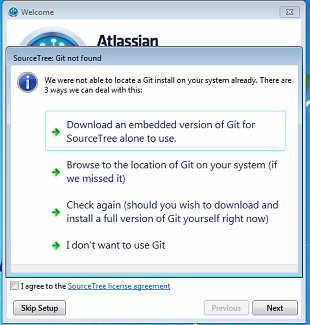 Welcome
Atlassian
SourceTree: Git not found
We were not able to locate a Git install on your system already. There are
3 ways we can deal with this:
Download an embedded version of Git for
SourceTree alone to use.
Browse to the location of Git on your system (if
we missed it)
Check again (should you wish to download and
install a full version of Git yourself right now)
I don't want to use Git
I agree to the SourceTree license agreement
Skip Setup
Previous
Next